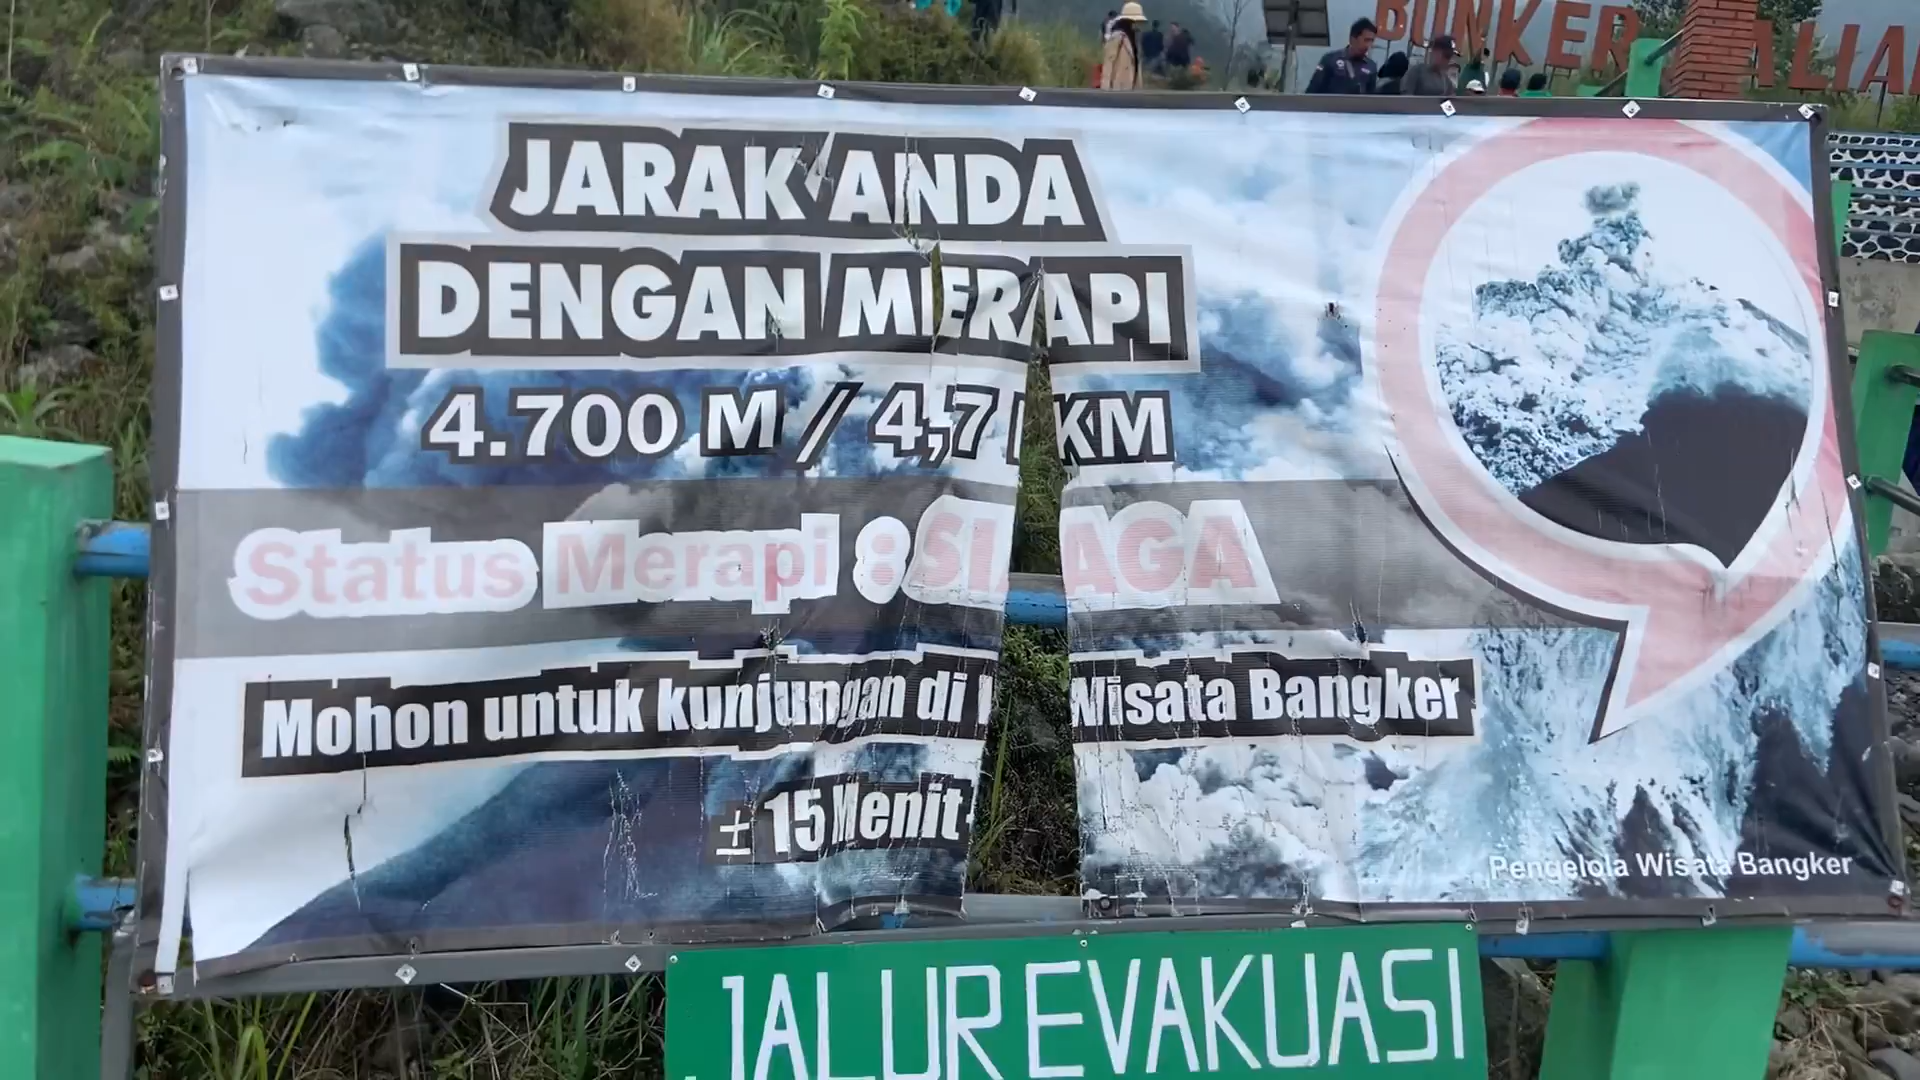 BUNKER
JARAK ANDA
DENGAN MERAPI
4.700 M / 4,7 KM
Status Merapi : SIAGA
Mohon untuk kunjungan di Wisata Bangker
± 15 Menit
Pengelola Wisata Bangker
JALUR EVAKUASI